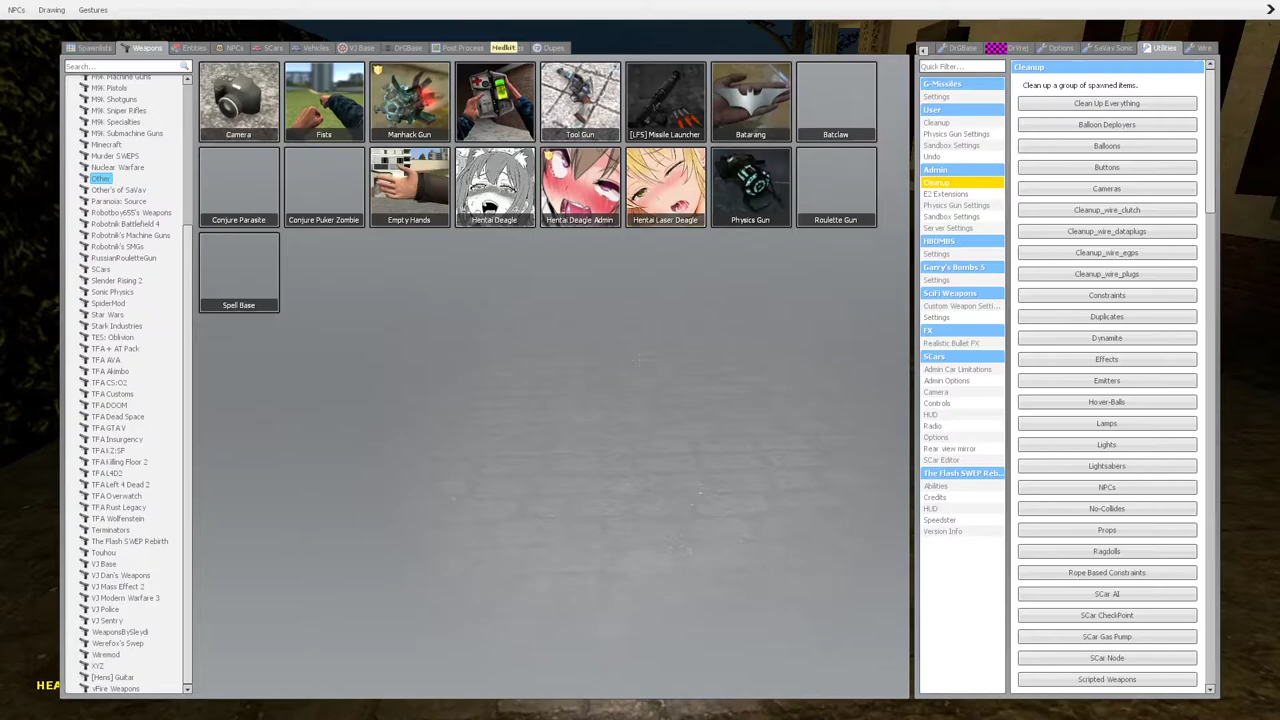 NPCs Drawing Gestures
Spawnlists Weapons Entities NPCs SCars Vehicles VJ Base DrGBase Post Process Medkit Dupes
Search...
M9K Machine Guns
M9K Pistols
M9K Shotguns
M9K Sniper Rifles
M9K Specialties
M9K Submachine Guns
Minecraft
Murder SWEPS
Nuclear Warfare
Other
Other's of SaVav
Paranoia: Source
Robotboy655's Weapons
Robotnik Battlefield 4
Robotnik's Machine Guns
Robotnik's SMGs
RussianRouletteGun
SCars
Slender Rising 2
Sonic Physics
SpiderMod
Star Wars
Stark Industries
TES: Oblivion
TFA + AT Pack
TFA AVA
TFA Akimbo
TFA CS:O2
TFA Customs
TFA DOOM
TFA Dead Space
TFA GTA V
TFA Insurgency
TFA KZ:SF
TFA Killing Floor 2
TFA L4D2
TFA Left 4 Dead 2
TFA Overwatch
TFA Rust Legacy
TFA Wolfenstein
Terminators
The Flash SWEP Rebirth
Touhou
VJ Base
VJ Dan's Weapons
VJ Mass Effect 2
VJ Modern Warfare 3
VJ Police
VJ Sentry
WeaponsBySleydi
Werefox's Swep
Wiremod
XYZ
[Hens] Guitar
vFire Weapons
HEA
Camera Fists Manhack Gun Tool Gun [LFS] Missile Launcher Batarang Batclaw
Conjure Parasite Conjure Puker Zombie Empty Hands Hentai Deagle Hentai Deagle Admin Hentai Laser Deagle Physics Gun Roulette Gun
Spell Base
DrGBase DrVrej Options SaVav Sonic Utilities Wire
Quick Filter...
G-Missiles
Settings
User
Cleanup
Physics Gun Settings
Sandbox Settings
Undo
Admin
Cleanup
E2 Extensions
Physics Gun Settings
Sandbox Settings
Server Settings
HBOMBS
Settings
Garry's Bombs 5
Settings
SciFi Weapons
Custom Weapon Setti...
Settings
FX
Realistic Bullet FX
SCars
Admin Car Limitations
Admin Options
Camera
Controls
HUD
Radio
Options
Rear view mirror
SCar Editor
The Flash SWEP Reb...
Abilities
Credits
HUD
Speedster
Version Info
Cleanup
Clean up a group of spawned items.
Clean Up Everything
Balloon Deployers
Balloons
Buttons
Cameras
Cleanup_wire_clutch
Cleanup_wire_dataplugs
Cleanup_wire_egps
Cleanup_wire_plugs
Constraints
Duplicates
Dynamite
Effects
Emitters
Hover-Balls
Lamps
Lights
Lightsabers
NPCs
No-Collides
Props
Ragdolls
Rope Based Constraints
SCar AI
SCar CheckPoint
SCar Gas Pump
SCar Node
Scripted Weapons